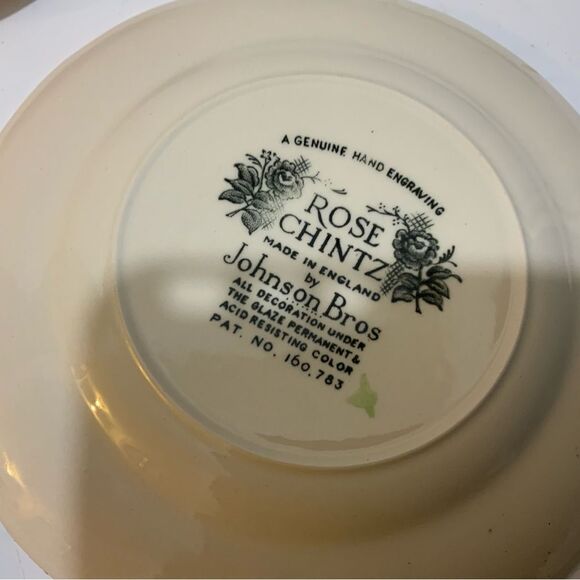 A GENUINE HAND ENGRAVING
ROSE
CHINTZ
MADE IN ENGLAND
by
Johnson Bros
ALL DECORATION UNDER
THE GLAZE PERMANENT &
ACID RESISTING COLOR
PAT. NO. 160,783